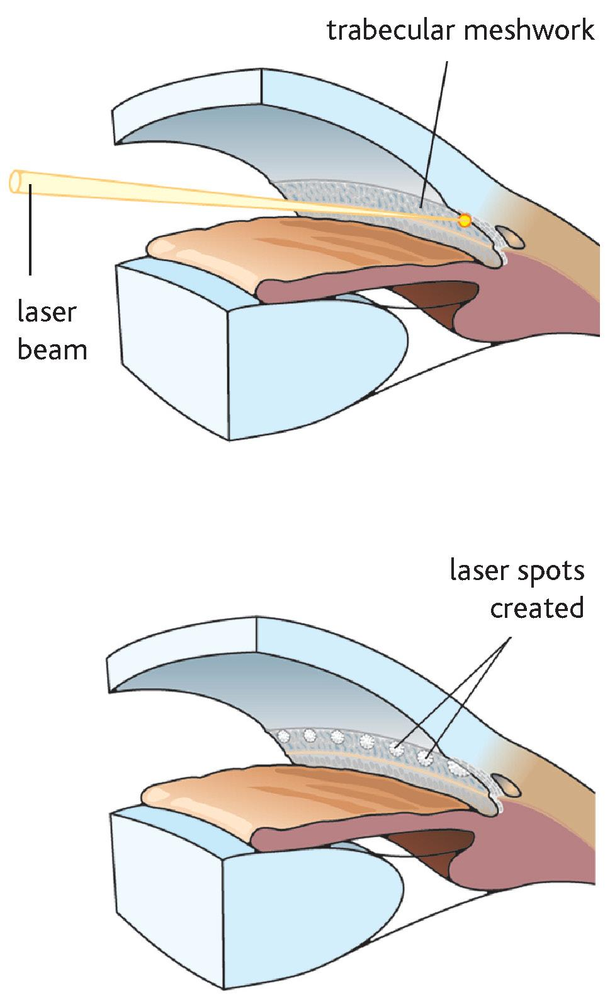 trabecular meshwork
laser
beam
laser spots
created